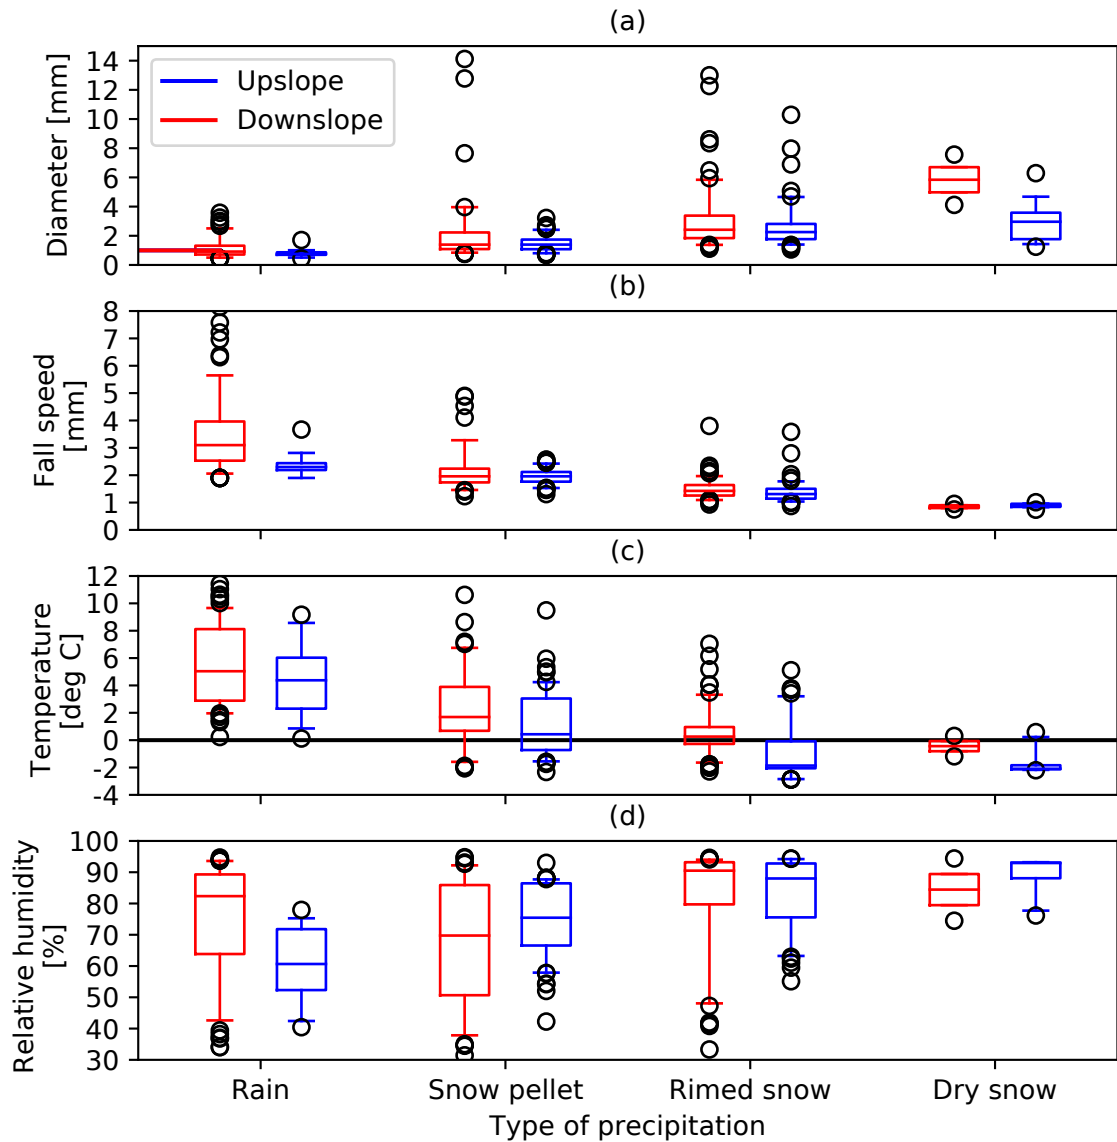 (a)
Diameter [mm]
14
12
10
8
6
4
2
0
Upslope
Downslope
(b)
Fall speed
[mm]
8
7
6
5
4
3
2
1
0
(c)
Temperature
[deg C]
12
10
8
6
4
2
0
-2
-4
(d)
Relative humidity
[%]
100
90
80
70
60
50
40
30
Rain Snow pellet Rimed snow Dry snow
Type of precipitation